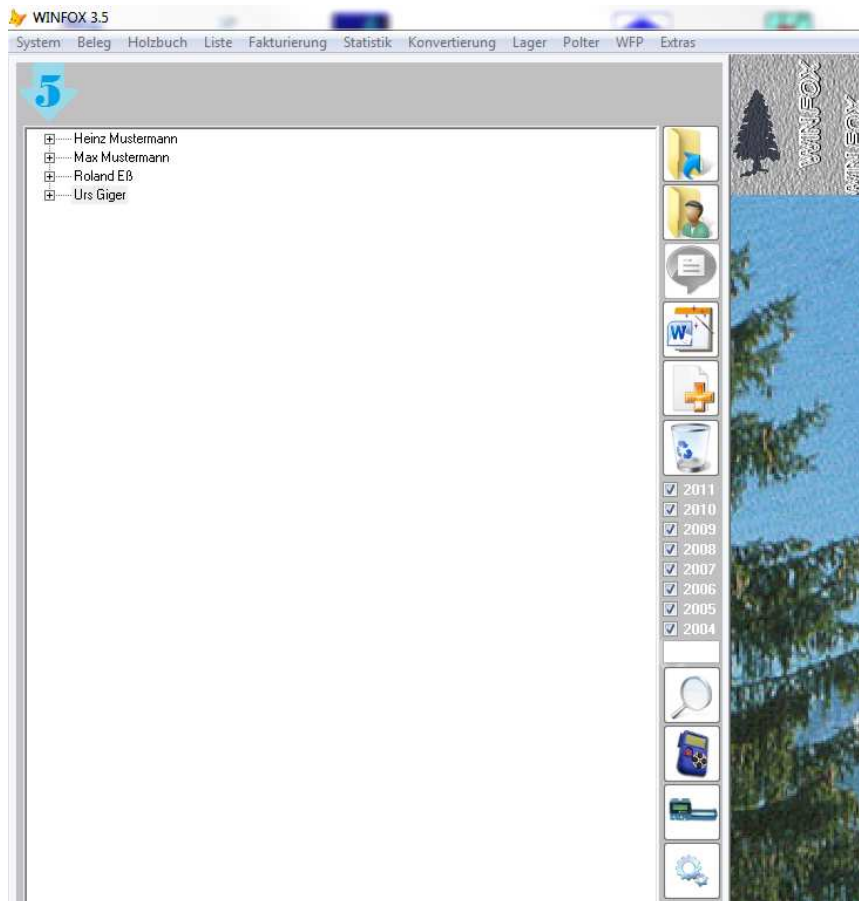 WINFOX 3.5
System Beleg Holzbuch Liste Fakturierung Statistik Konvertierung Lager Polter WFP Extras
5
Heinz Mustermann
Max Mustermann
Roland Eß
Urs Giger
W
2011
2010
2009
2008
2007
2006
2005
2004
WINFOX
WINFOX